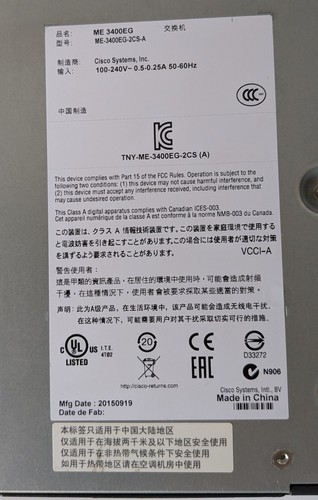 品名: ME 3400EG 交换机
型号: ME-3400EG-2CS-A
制造商: Cisco Systems, Inc.
输入: 100-240V~ 0.5-0.25A 50-60Hz
CCC
中国制造
TNY-ME-3400EG-2CS (A)
This device complies with Part 15 of the FCC Rules. Operation is subject to the
following two conditions: (1) this device may not cause harmful interference, and
(2) this device must accept any interference received, including interference that
may cause undesired operation.
This Class A digital apparatus complies with Canadian ICES-003.
Cet appareil numérique de la classe A est conforme à la norme NMB-003 du Canada.
この装置は、クラス A 情報技術装置です。この装置を家庭環境で使用する
と電波妨害を引き起こすことがあります。この場合には使用者が適切な対策
を講ずるよう要求されることがあります。
VCCI-A
警告使用者:
這是甲類的資訊產品，在居住的環境中使用時，可能會造成射頻
干擾，在這種情況下，使用者會被要求採取某些適當的對策。
声明: 此为A级产品，在生活环境中，该产品可能会造成无线电干扰。
在这种情况下，可能需要用户对其干扰采取切实可行的措施。
c UL US LISTED
I.T.E.
4TD2
20
CE
D33272
EAC
N906
http://cisco-returns.com
Cisco Systems, Intl., BV
Made in China
Mfg Date : 20150919
Date de Fab:
本标签只适用于中国大陆地区
仅适用于在海拔两千米及以下地区安全使用
仅适用于在非热带气候条件下安全使用
如用于热带地区请在空调机房中使用